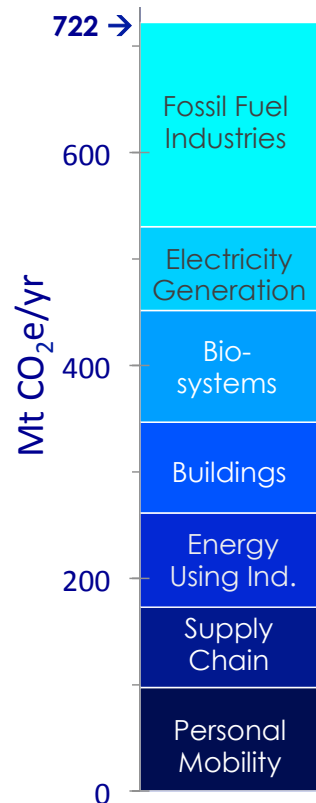 722 →
Fossil Fuel
Industries
600
Electricity
Generation
Mt CO₂e/yr
400
Bio-
systems
Buildings
Energy
Using Ind.
200
Supply
Chain
Personal
Mobility
0